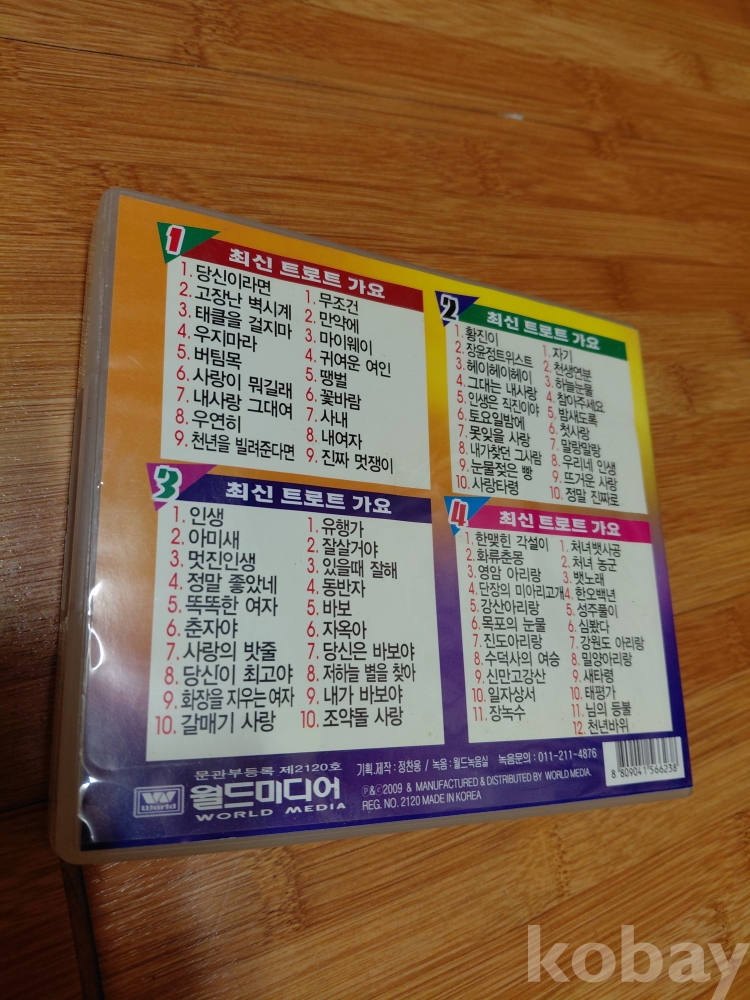 1 최신 트로트 가요
1. 당신이라면
2. 고장난 벽시계
3. 태클을 걸지마
4. 우지마라
5. 버팀목
6. 사랑이 뭐길래
7. 내사랑 그대여
8. 우연히
9. 천년을 빌려준다면
1. 무조건
2. 만약에
3. 마이웨이
4. 귀여운 여인
5. 땡벌
6. 꽃바람
7. 사내
8. 내여자
9. 진짜 멋쟁이
2 최신 트로트 가요
1. 황진이
2. 장윤정트위스트
3. 헤이헤이헤이
4. 그대는 내사랑
5. 인생은 직진이야
6. 토요일밤에
7. 못잊을 사랑
8. 내가찾던 그사람
9. 눈물젖은 빵
10. 사랑타령
1. 자기
2. 천생연분
3. 하늘눈물
4. 참아주세요
5. 밤새도록
6. 첫사랑
7. 말랑말랑
8. 우리네 인생
9. 뜨거운 사랑
10. 정말 진짜로
3 최신 트로트 가요
1. 인생
2. 아미새
3. 멋진인생
4. 정말 좋았네
5. 똑똑한 여자
6. 춘자야
7. 사랑의 밧줄
8. 당신이 최고야
9. 화장을 지우는 여자
10. 갈매기 사랑
1. 유행가
2. 잘살거야
3. 있을때 잘해
4. 동반자
5. 바보
6. 자옥아
7. 당신은 바보야
8. 저하늘 별을 찾아
9. 내가 바보야
10. 조약돌 사랑
4 최신 트로트 가요
1. 한맺힌 각설이
2. 화류춘몽
3. 영암 아리랑
4. 단장의 미아리고개
5. 강산아리랑
6. 목포의 눈물
7. 진도아리랑
8. 수덕사의 여승
9. 신만고강산
10. 일자상서
11. 장녹수
1. 처녀뱃사공
2. 처녀 농군
3. 뱃노래
4. 한오백년
5. 성주풀이
6. 심봤다
7. 강원도 아리랑
8. 밀양아리랑
9. 새타령
10. 태평가
11. 님의 등불
12. 천년바위
문관부등록 제2120호
World
월드미디어
WORLD MEDIA
기획.제작 : 정찬용 / 녹음 : 월드녹음실 녹음문의 : 011-211-4876
Ⓟ&© 2009 & MANUFACTURED & DISTRIBUTED BY WORLD MEDIA.
REG. NO. 2120 MADE IN KOREA
8 809041 566238
kobay